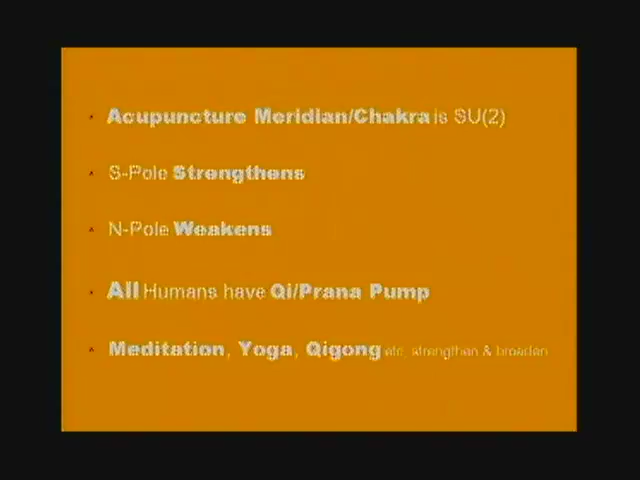 Acupuncture Meridian/Chakra is SU(2)
S-Pole Strengthens
N-Pole Weakens
All Humans have Qi/Prana Pump
Meditation, Yoga, Qigong etc. strengthen & broaden